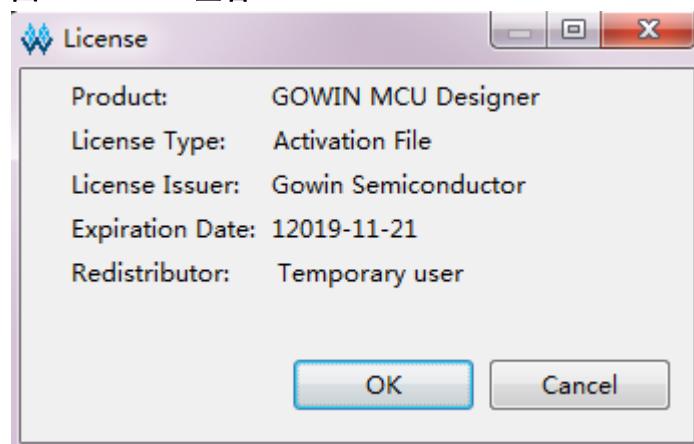 License
Product: GOWIN MCU Designer
License Type: Activation File
License Issuer: Gowin Semiconductor
Expiration Date: 12019-11-21
Redistributor: Temporary user
OK Cancel